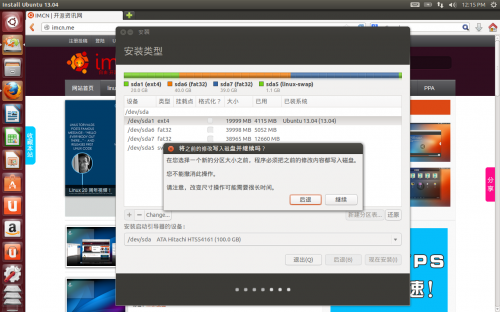 Install Ubuntu 13.04
12:15 PM
IMCN | 开发资讯网
imcn.me
安装
安装类型
sda1 (ext4)
sda6 (fat32)
sda7 (fat32)
sda5 (linux-swap)
20.0 GB
40.0 GB
39.0 GB
1.1 GB
设备 类型 挂载点 格式化? 大小 已用 已装系统
/dev/sda
/dev/sda1 ext4 19999 MB 4115 MB Ubuntu 13.04 (13.04)
/dev/sda6 fat32 39998 MB 5052 MB
/dev/sda7 fat32 38965 MB 12660 MB
/dev/sda5
将之前的修改写入磁盘并继续吗?
在您选择一个新的分区大小之前,程序必须把之前的修改内容都写入磁盘。
您不能撤消此操作。
请注意,改变尺寸操作可能需要很长时间。
后退
继续
+ − Change...
新建分区表...
还原
安装启动引导器的设备:
/dev/sda ATA Hitachi HTS54161 (100.0 GB)
退出(Q)
后退(B)
现在安装(I)
网站首页
PPA
收藏本站
分享